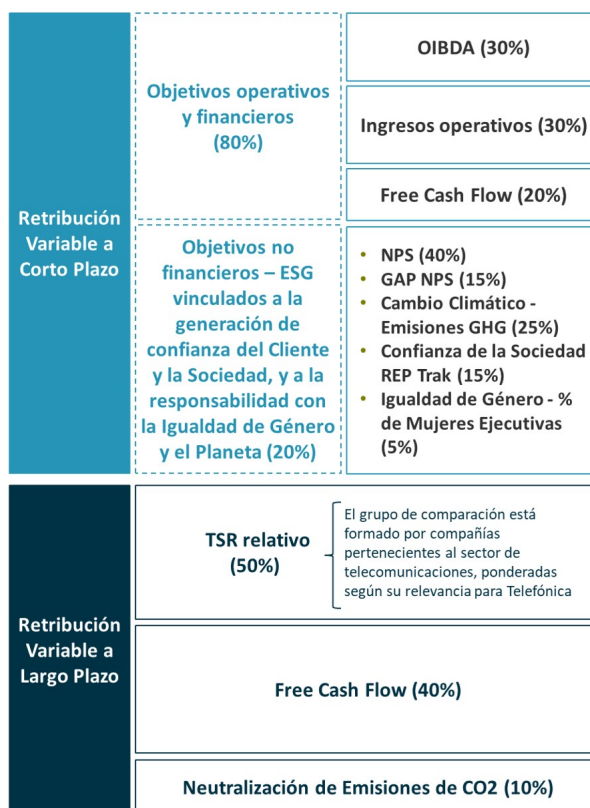 Retribución
Variable a
Corto Plazo
Objetivos operativos
y financieros
(80%)
OIBDA (30%)
Ingresos operativos (30%)
Free Cash Flow (20%)
Objetivos no
financieros – ESG
vinculados a la
generación de
confianza del Cliente
y la Sociedad, y a la
responsabilidad con
la Igualdad de Género
y el Planeta (20%)
• NPS (40%)
• GAP NPS (15%)
• Cambio Climático -
Emisiones GHG (25%)
• Confianza de la Sociedad
REP Trak (15%)
• Igualdad de Género - %
de Mujeres Ejecutivas
(5%)
Retribución
Variable a
Largo Plazo
TSR relativo
(50%)
El grupo de comparación está
formado por compañías
pertenecientes al sector de
telecomunicaciones, ponderadas
según su relevancia para Telefónica
Free Cash Flow (40%)
Neutralización de Emisiones de CO2 (10%)